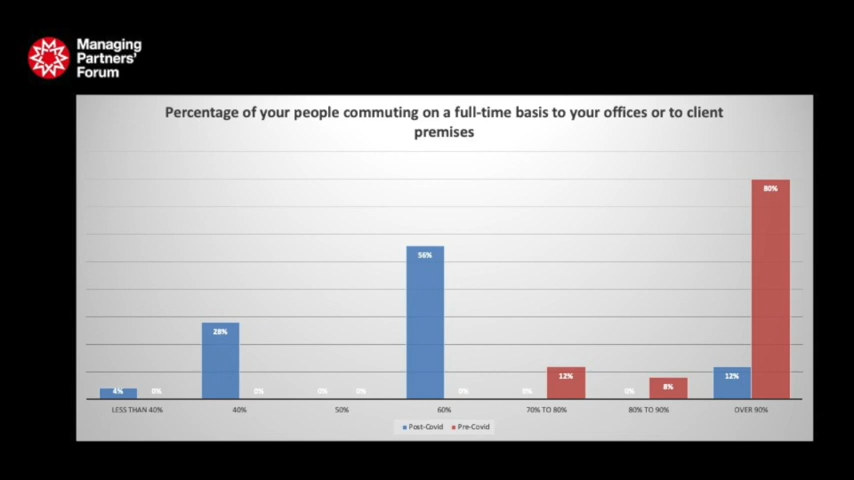 Managing
Partners'
Forum
Percentage of your people commuting on a full-time basis to your offices or to client
premises
80%
56%
28%
12%
12%
8%
4%
0%
0%
0%
0%
0%
0%
0%
LESS THAN 40%
40%
50%
60%
70% TO 80%
80% TO 90%
OVER 90%
Post-Covid
Pre-Covid